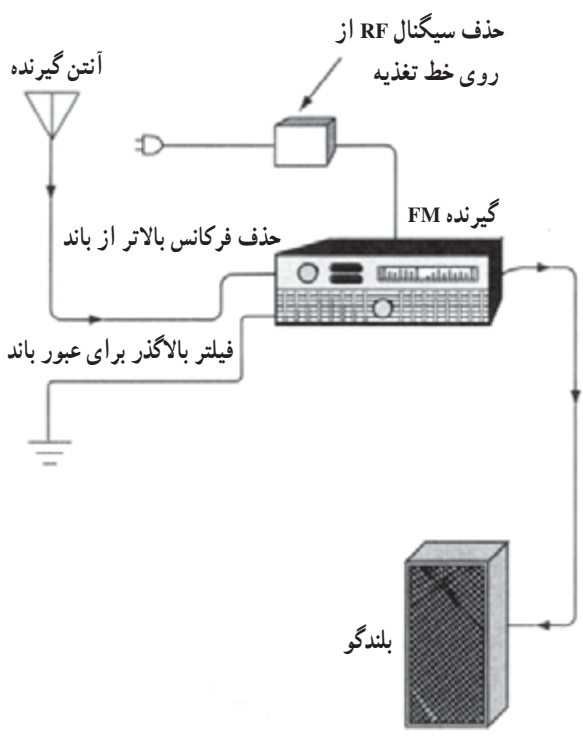 حذف سیگنال RF از
روی خط تغذیه
آنتن گیرنده
گیرنده FM
حذف فرکانس بالاتر از باند
فیلتر بالاگذر برای عبور باند
بلندگو